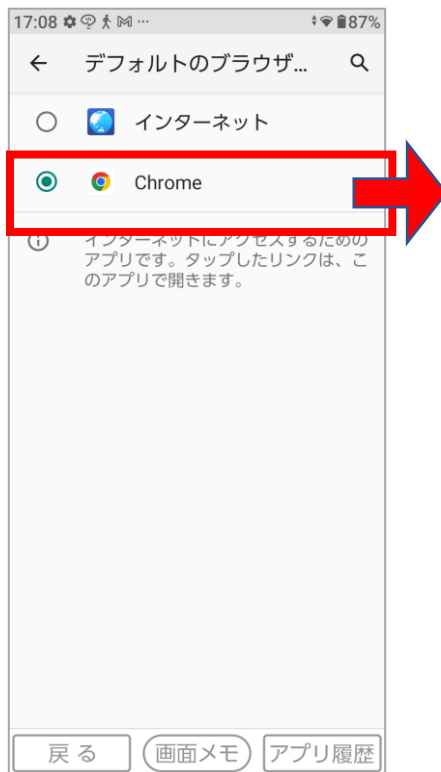 17:08 … 87%
デフォルトのブラウザ...
インターネット
Chrome
インターネットにアクセスするための
アプリです。タップしたリンクは、こ
のアプリで開きます。
戻る 画面メモ アプリ履歴